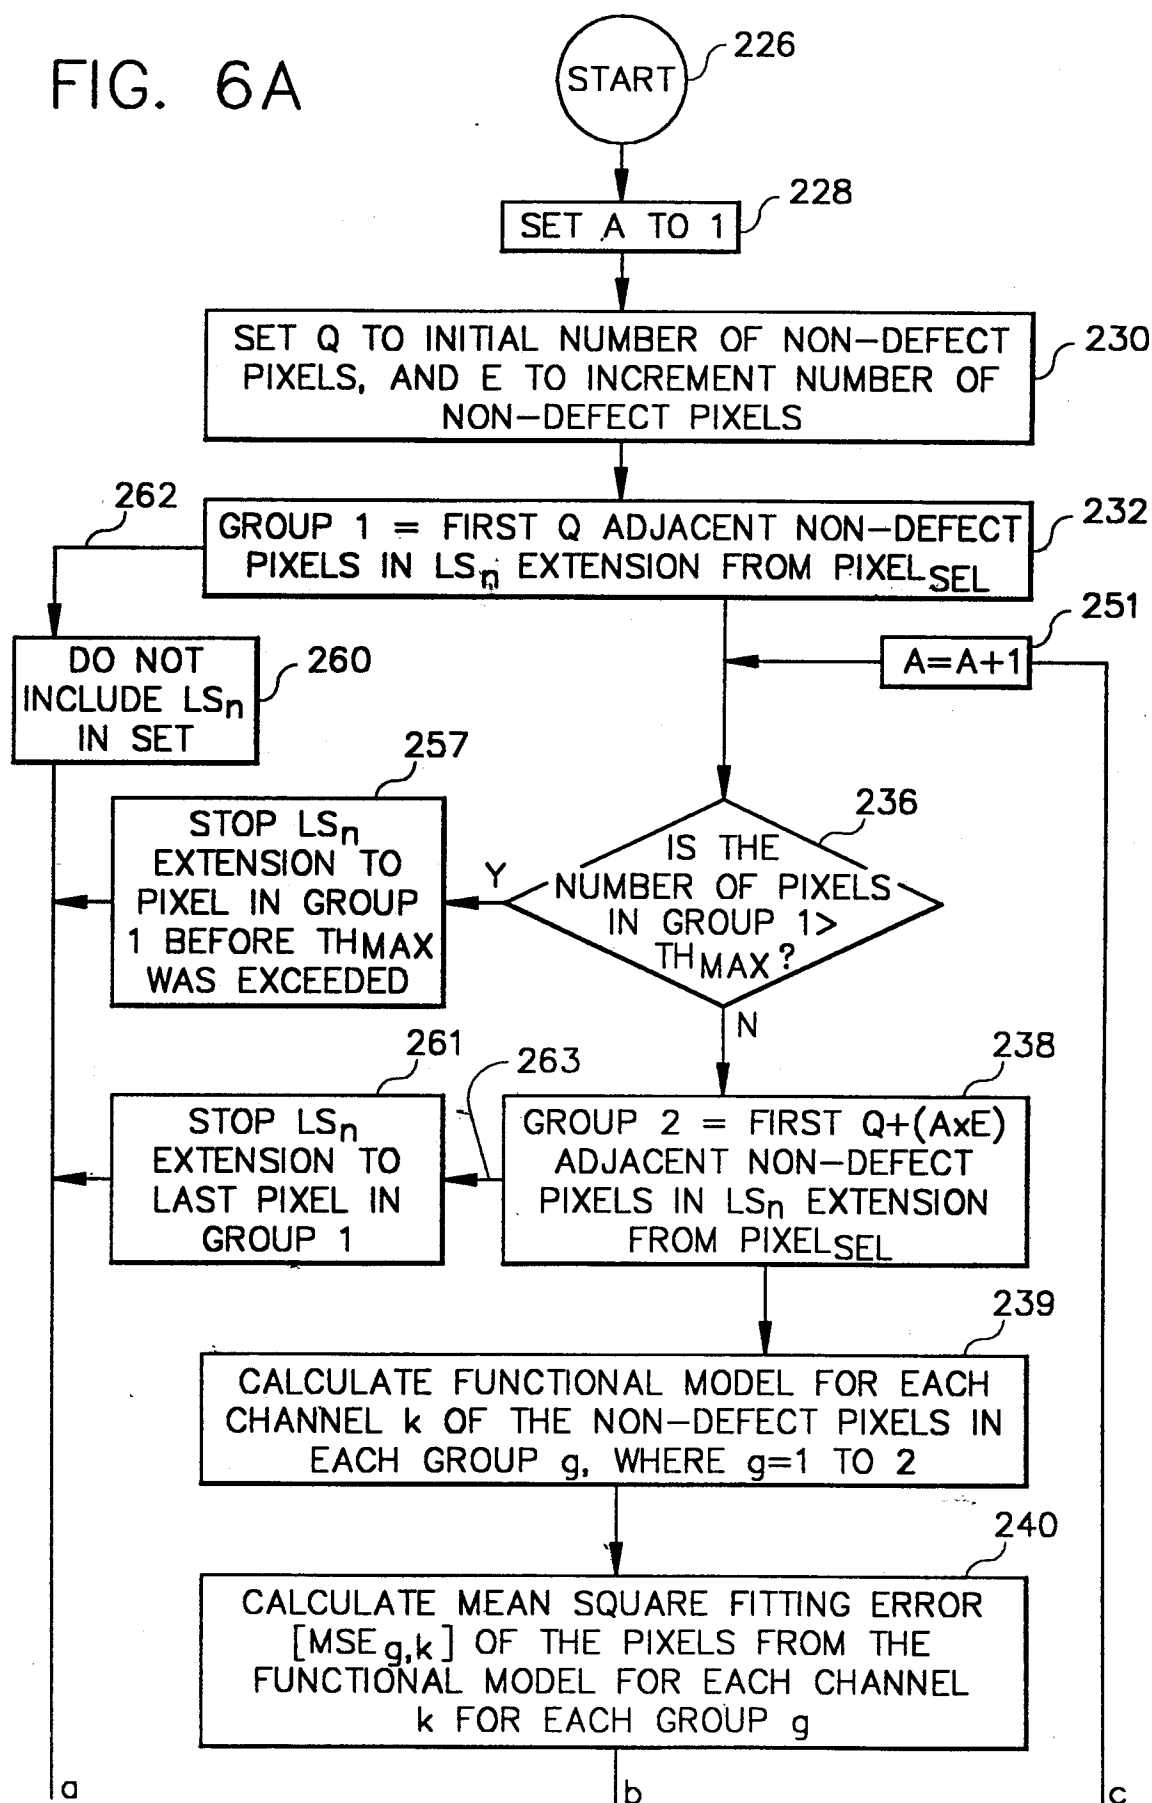 FIG. 6A
START
226
SET A TO 1
228
SET Q TO INITIAL NUMBER OF NON-DEFECT
PIXELS, AND E TO INCREMENT NUMBER OF
NON-DEFECT PIXELS
230
262
GROUP 1 = FIRST Q ADJACENT NON-DEFECT
PIXELS IN LSn EXTENSION FROM PIXELSEL
232
251
A=A+1
DO NOT
INCLUDE LSn
IN SET
260
257
STOP LSn
EXTENSION TO
PIXEL IN GROUP
1 BEFORE THMAX
WAS EXCEEDED
Y
236
IS THE
NUMBER OF PIXELS
IN GROUP 1>
THMAX?
N
261
263
238
STOP LSn
EXTENSION TO
LAST PIXEL IN
GROUP 1
GROUP 2 = FIRST Q+(AxE)
ADJACENT NON-DEFECT
PIXELS IN LSn EXTENSION
FROM PIXELSEL
239
CALCULATE FUNCTIONAL MODEL FOR EACH
CHANNEL k OF THE NON-DEFECT PIXELS IN
EACH GROUP g, WHERE g=1 TO 2
240
CALCULATE MEAN SQUARE FITTING ERROR
[MSEg,k] OF THE PIXELS FROM THE
FUNCTIONAL MODEL FOR EACH CHANNEL
k FOR EACH GROUP g
a
b
c